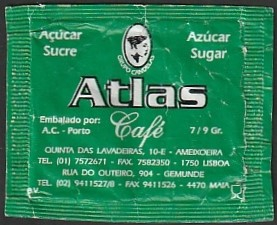 Açúcar Azúcar
Sucre Sugar
Atlas
Embalado por: Café 7/9 Gr.
A.C. - Porto
QUINTA DAS LAVADEIRAS, 10-E - AMEIXOEIRA
TEL. (01) 7572671 - FAX. 7582350 - 1750 LISBOA
RUA DO OUTEIRO, 904 - GEMUNDE
TEL. (02) 9411527/8 - FAX 9411526 - 4470 MAIA